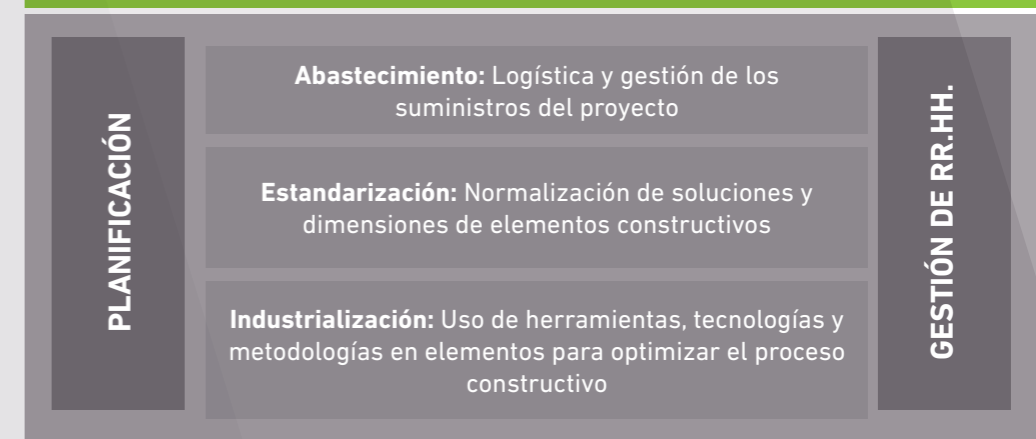 PLANIFICACIÓN
Abastecimiento: Logística y gestión de los
suministros del proyecto
Estandarización: Normalización de soluciones y
dimensiones de elementos constructivos
Industrialización: Uso de herramientas, tecnologías y
metodologías en elementos para optimizar el proceso
constructivo
GESTIÓN DE RR.HH.